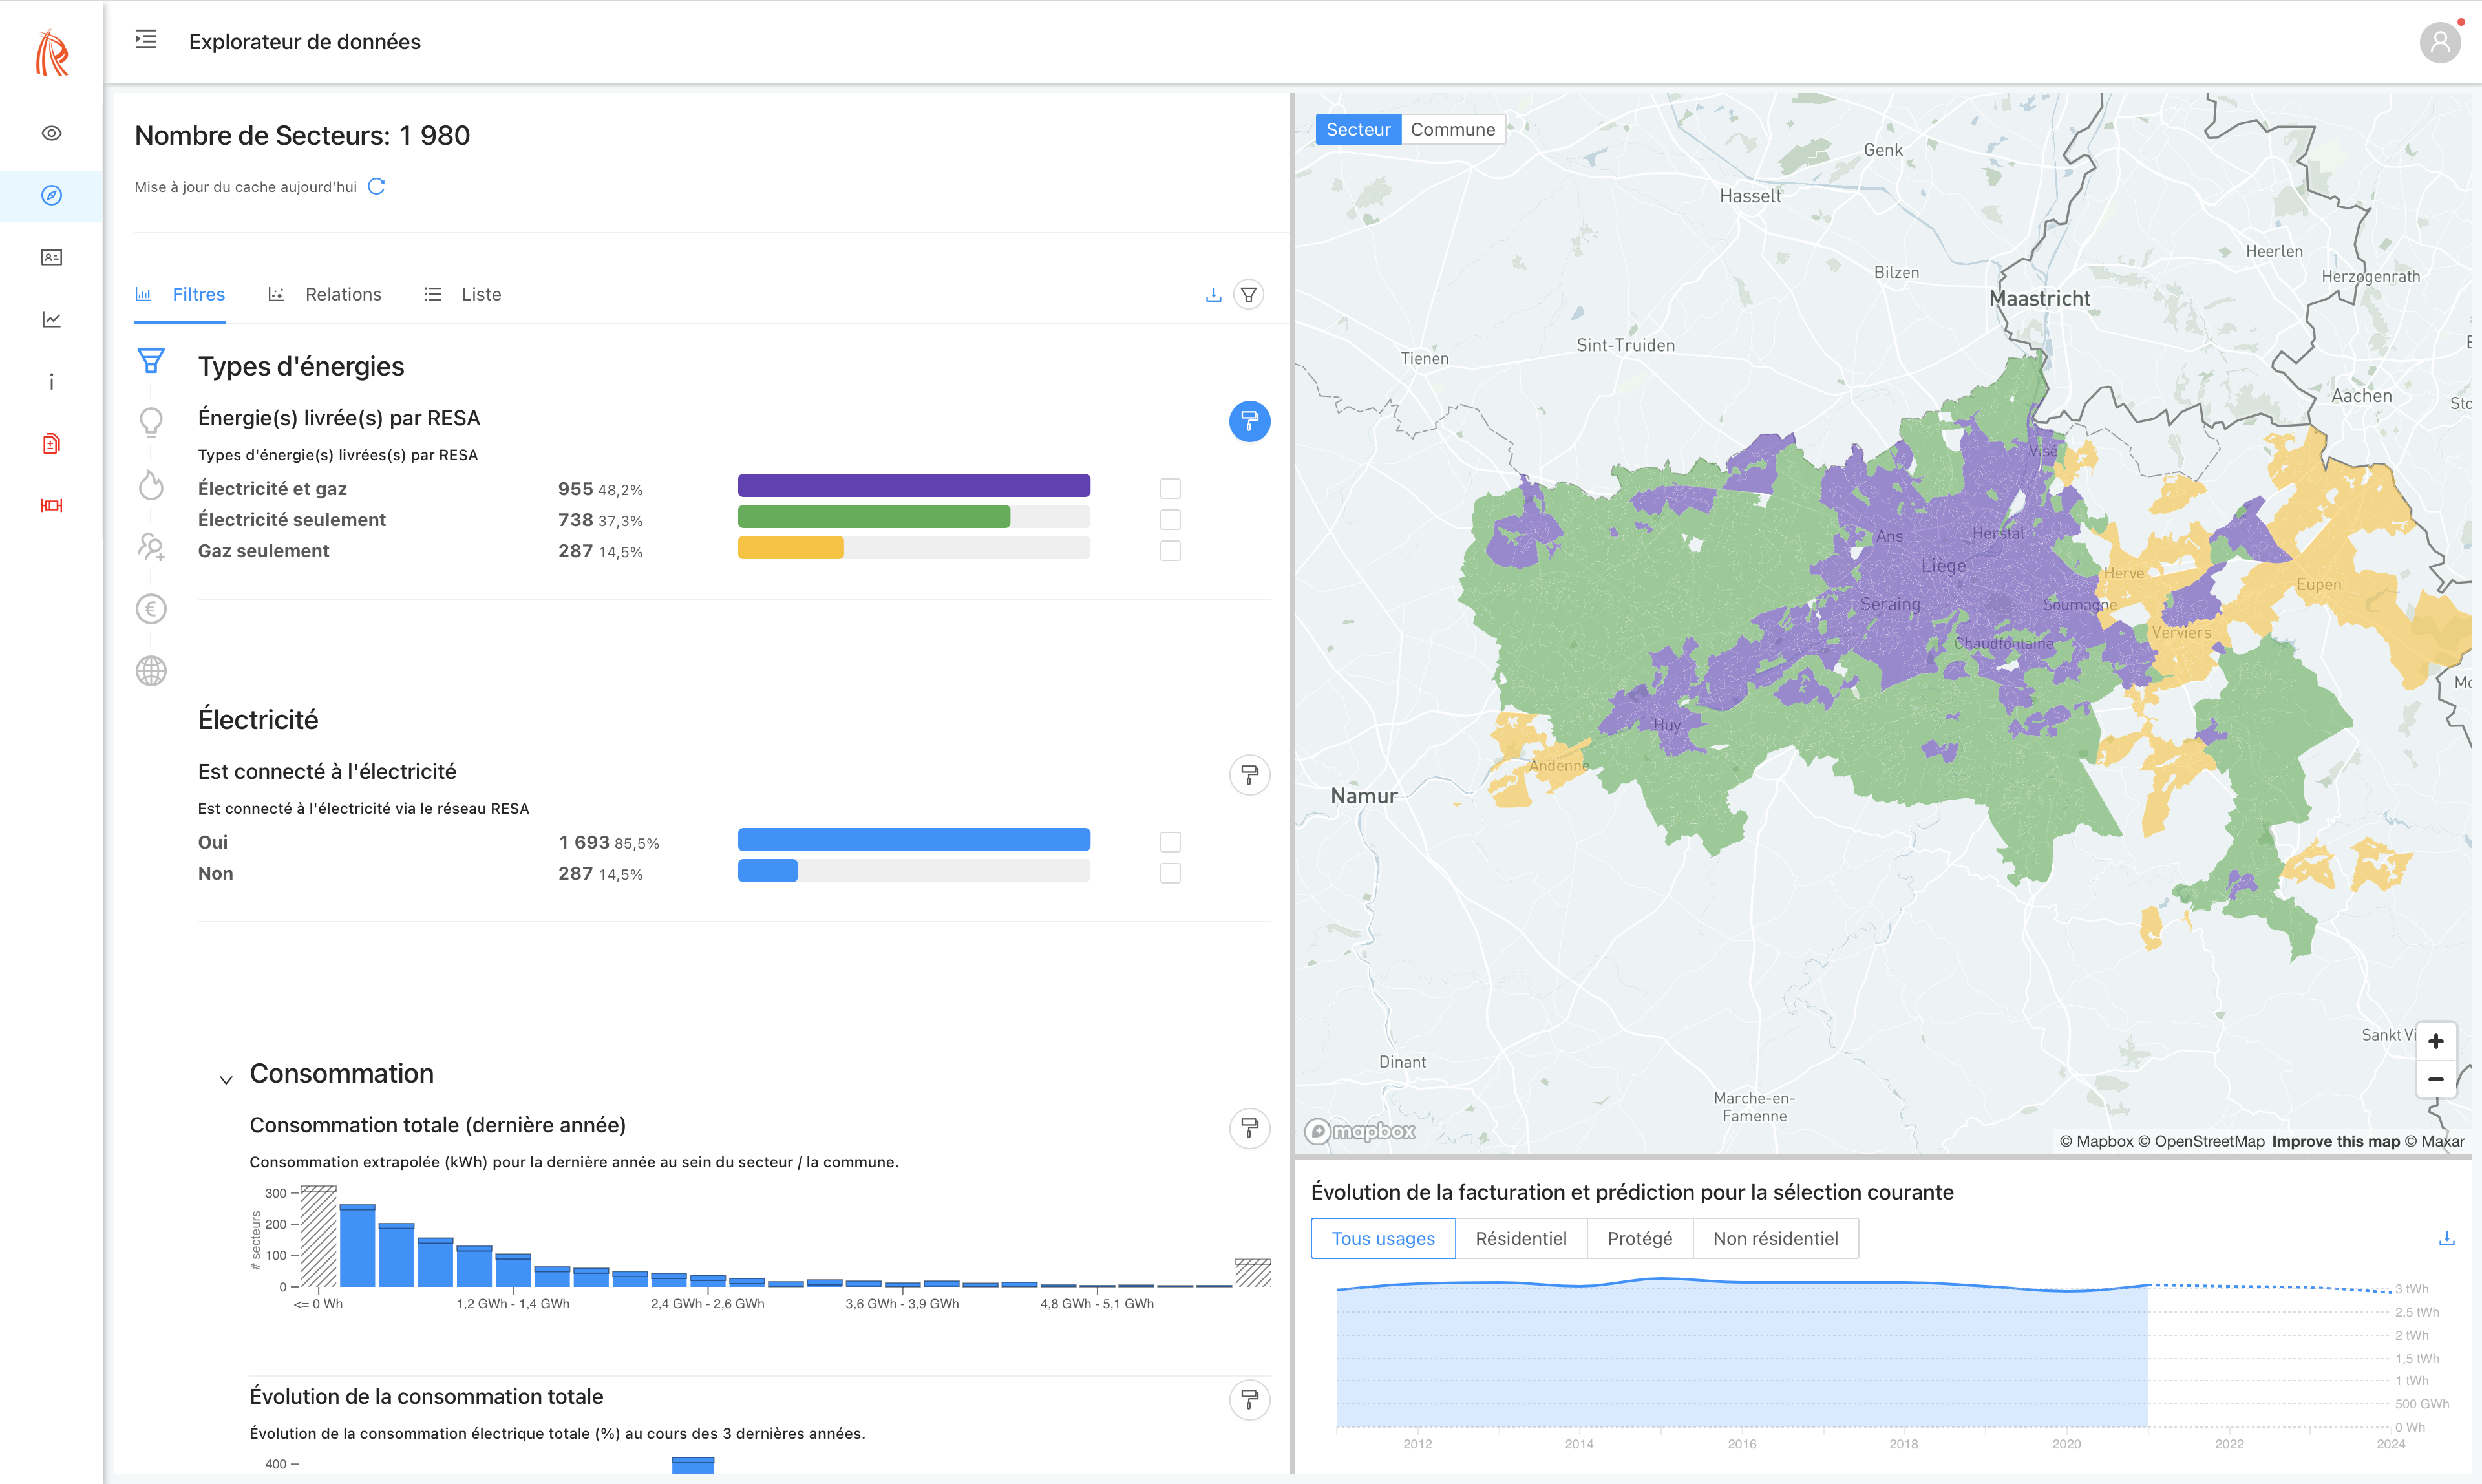 Explorateur de données
Nombre de Secteurs: 1 980
Mise à jour du cache aujourd'hui
Filtres
Relations
Liste
Types d'énergies
Énergie(s) livrée(s) par RESA
Types d'énergie(s) livrées(s) par RESA
Électricité et gaz 955 48,2%
Électricité seulement 738 37,3%
Gaz seulement 287 14,5%
Électricité
Est connecté à l'électricité
Est connecté à l'électricité via le réseau RESA
Oui 1 693 85,5%
Non 287 14,5%
Consommation
Consommation totale (dernière année)
Consommation extrapolée (kWh) pour la dernière année au sein du secteur / la commune.
# secteurs
300
200
100
0
<= 0 Wh
1,2 GWh - 1,4 GWh
2,4 GWh - 2,6 GWh
3,6 GWh - 3,9 GWh
4,8 GWh - 5,1 GWh
Évolution de la consommation totale
Évolution de la consommation électrique totale (%) au cours des 3 dernières années.
400
Secteur
Commune
Genk
Hasselt
Heerlen
Bilzen
Herzogenrath
Maastricht
Sint-Truiden
Tienen
Aachen
Visé
Ans
Herstal
Liège
Herve
Eupen
Seraing
Soumagne
Verviers
Chaudfontaine
Huy
Andenne
Namur
Sankt Vi
Dinant
Marche-en-
Famenne
mapbox
© Mapbox © OpenStreetMap Improve this map © Maxar
Évolution de la facturation et prédiction pour la sélection courante
Tous usages
Résidentiel
Protégé
Non résidentiel
3 tWh
2,5 tWh
2 tWh
1,5 tWh
1 tWh
500 GWh
0 Wh
2012
2014
2016
2018
2020
2022
2024